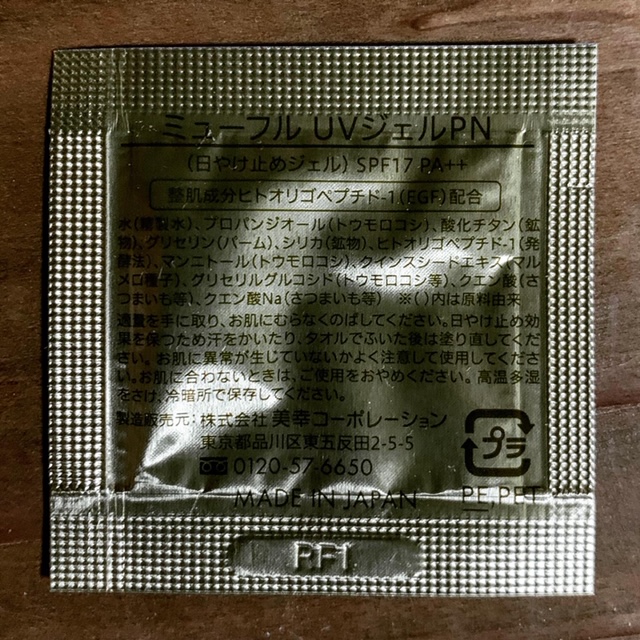 ミューフル UVジェルPN
(日やけ止めジェル) SPF17 PA++
整肌成分ヒトオリゴペプチド-1(EGF)配合
水(精製水)、プロパンジオール(トウモロコシ)、酸化チタン(鉱
物)、グリセリン(パーム)、シリカ(鉱物)、ヒトオリゴペプチド-1(発
酵法)、マンニトール(トウモロコシ)、クインスシードエキス(マル
メロ種子)、グリセリルグルコシド(トウモロコシ等)、クエン酸(さ
つまいも等)、クエン酸Na(さつまいも等) ※( )内は原料由来
適量を手に取り、お肌にむらなくのばしてください。日やけ止め効
果を保つため汗をかいたり、タオルでふいた後は塗り直してくだ
さい。お肌に異常が生じていないかよく注意して使用してくださ
い。お肌に合わないときは、ご使用をおやめください。高温多湿
をさけ、冷暗所で保存してください。
製造販売元:株式会社 美幸コーポレーション
東京都品川区東五反田2-5-5
0120-57-6650
プラ
MADE IN JAPAN PE,PET
PF1